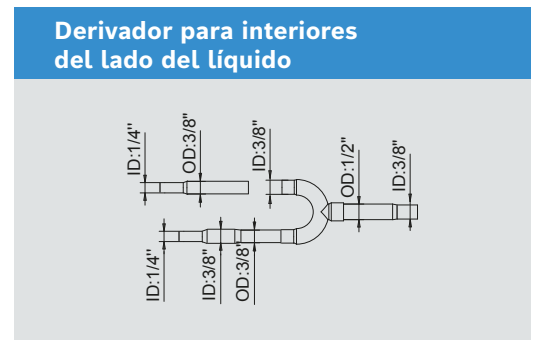 Derivador para interiores
del lado del líquido
ID:1/4"
OD:3/8"
ID:3/8"
OD:1/2"
ID:3/8"
ID:1/4"
ID:3/8"
OD:3/8"